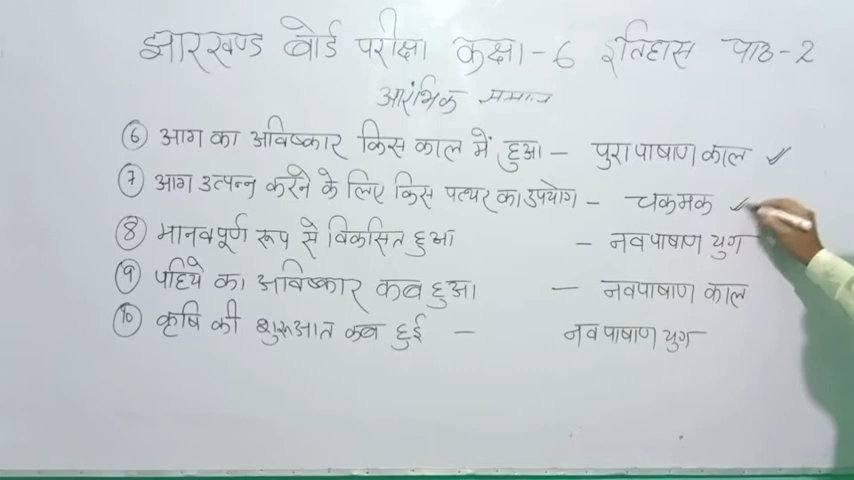 झारखण्ड बोर्ड परीक्षा कक्षा - 6 इतिहास पाठ - 2
आरंभिक समाज
6 आग का अविष्कार किस काल में हुआ - पुरापाषाण काल ✓
7 आग उत्पन्न करने के लिए किस पत्थर का उपयोग - चकमक ✓
8 मानवपूर्ण रूप से विकसित हुआ - नवपाषाण युग
9 पहिये का अविष्कार कब हुआ - नवपाषाण काल
10 कृषि की शुरूआत कब हुई - नवपाषाण युग